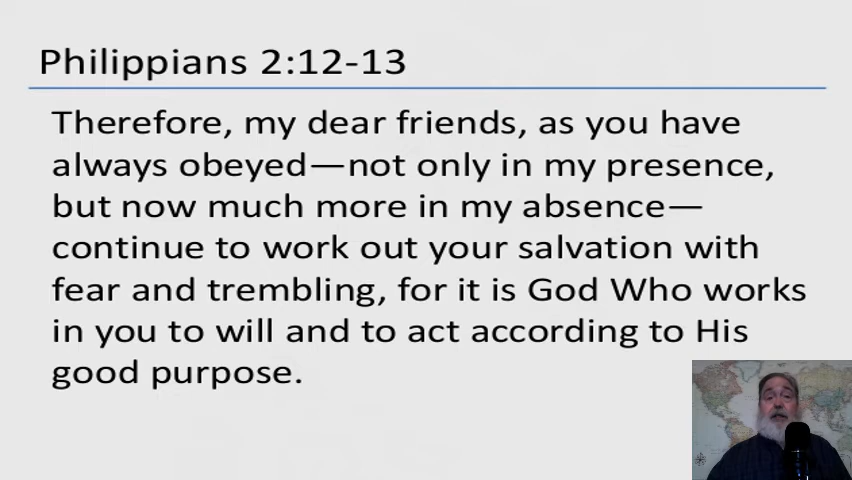 Philippians 2:12-13
Therefore, my dear friends, as you have
always obeyed—not only in my presence,
but now much more in my absence—
continue to work out your salvation with
fear and trembling, for it is God Who works
in you to will and to act according to His
good purpose.